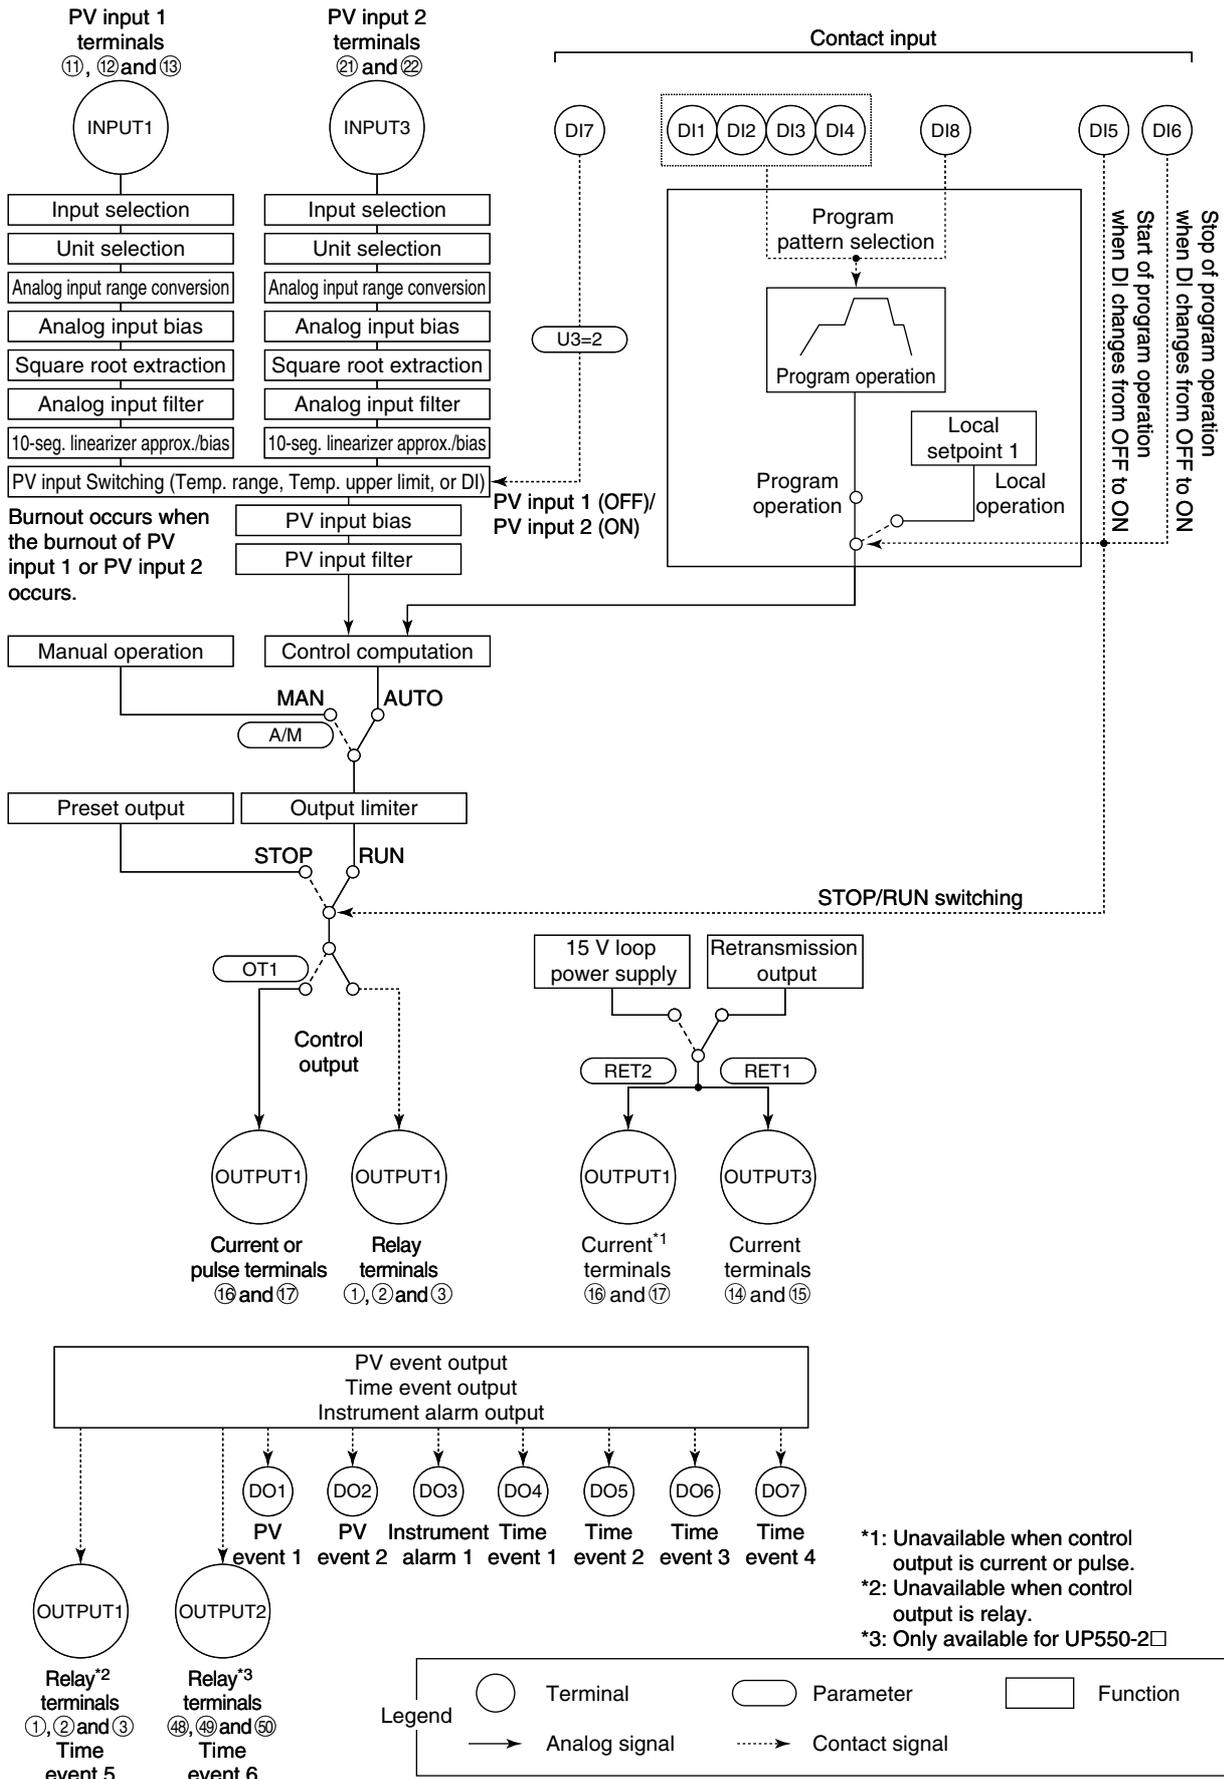 PV input 1
terminals
⑪, ⑫ and ⑬
INPUT1
PV input 2
terminals
㉑ and ㉒
INPUT3
Contact input
DI7
DI1
DI2
DI3
DI4
DI8
DI5
DI6
Input selection
Unit selection
Analog input range conversion
Analog input bias
Square root extraction
Analog input filter
10-seg. linearizer approx./bias
Input selection
Unit selection
Analog input range conversion
Analog input bias
Square root extraction
Analog input filter
10-seg. linearizer approx./bias
PV input Switching (Temp. range, Temp. upper limit, or DI)
U3=2
PV input 1 (OFF)/
PV input 2 (ON)
Program
pattern selection
Program operation
Local
setpoint 1
Program
operation
Local
operation
Start of program operation
when DI changes from OFF to ON
Stop of program operation
when DI changes from OFF to ON
Burnout occurs when
the burnout of PV
input 1 or PV input 2
occurs.
PV input bias
PV input filter
Manual operation
Control computation
MAN
AUTO
A/M
Preset output
Output limiter
STOP
RUN
STOP/RUN switching
OT1
Control
output
15 V loop
power supply
Retransmission
output
RET2
RET1
OUTPUT1
OUTPUT1
OUTPUT1
OUTPUT3
Current or
pulse terminals
⑯ and ⑰
Relay
terminals
①, ② and ③
Current*1
terminals
⑯ and ⑰
Current
terminals
⑭ and ⑮
PV event output
Time event output
Instrument alarm output
DO1
DO2
DO3
DO4
DO5
DO6
DO7
PV
event 1
PV
event 2
Instrument
alarm 1
Time
event 1
Time
event 2
Time
event 3
Time
event 4
OUTPUT1
OUTPUT2
Relay*2
terminals
①, ② and ③
Time
event 5
Relay*3
terminals
㊽, ㊾ and ㊿
Time
event 6
*1: Unavailable when control
output is current or pulse.
*2: Unavailable when control
output is relay.
*3: Only available for UP550-2□
Legend
Terminal
Parameter
Function
Analog signal
Contact signal